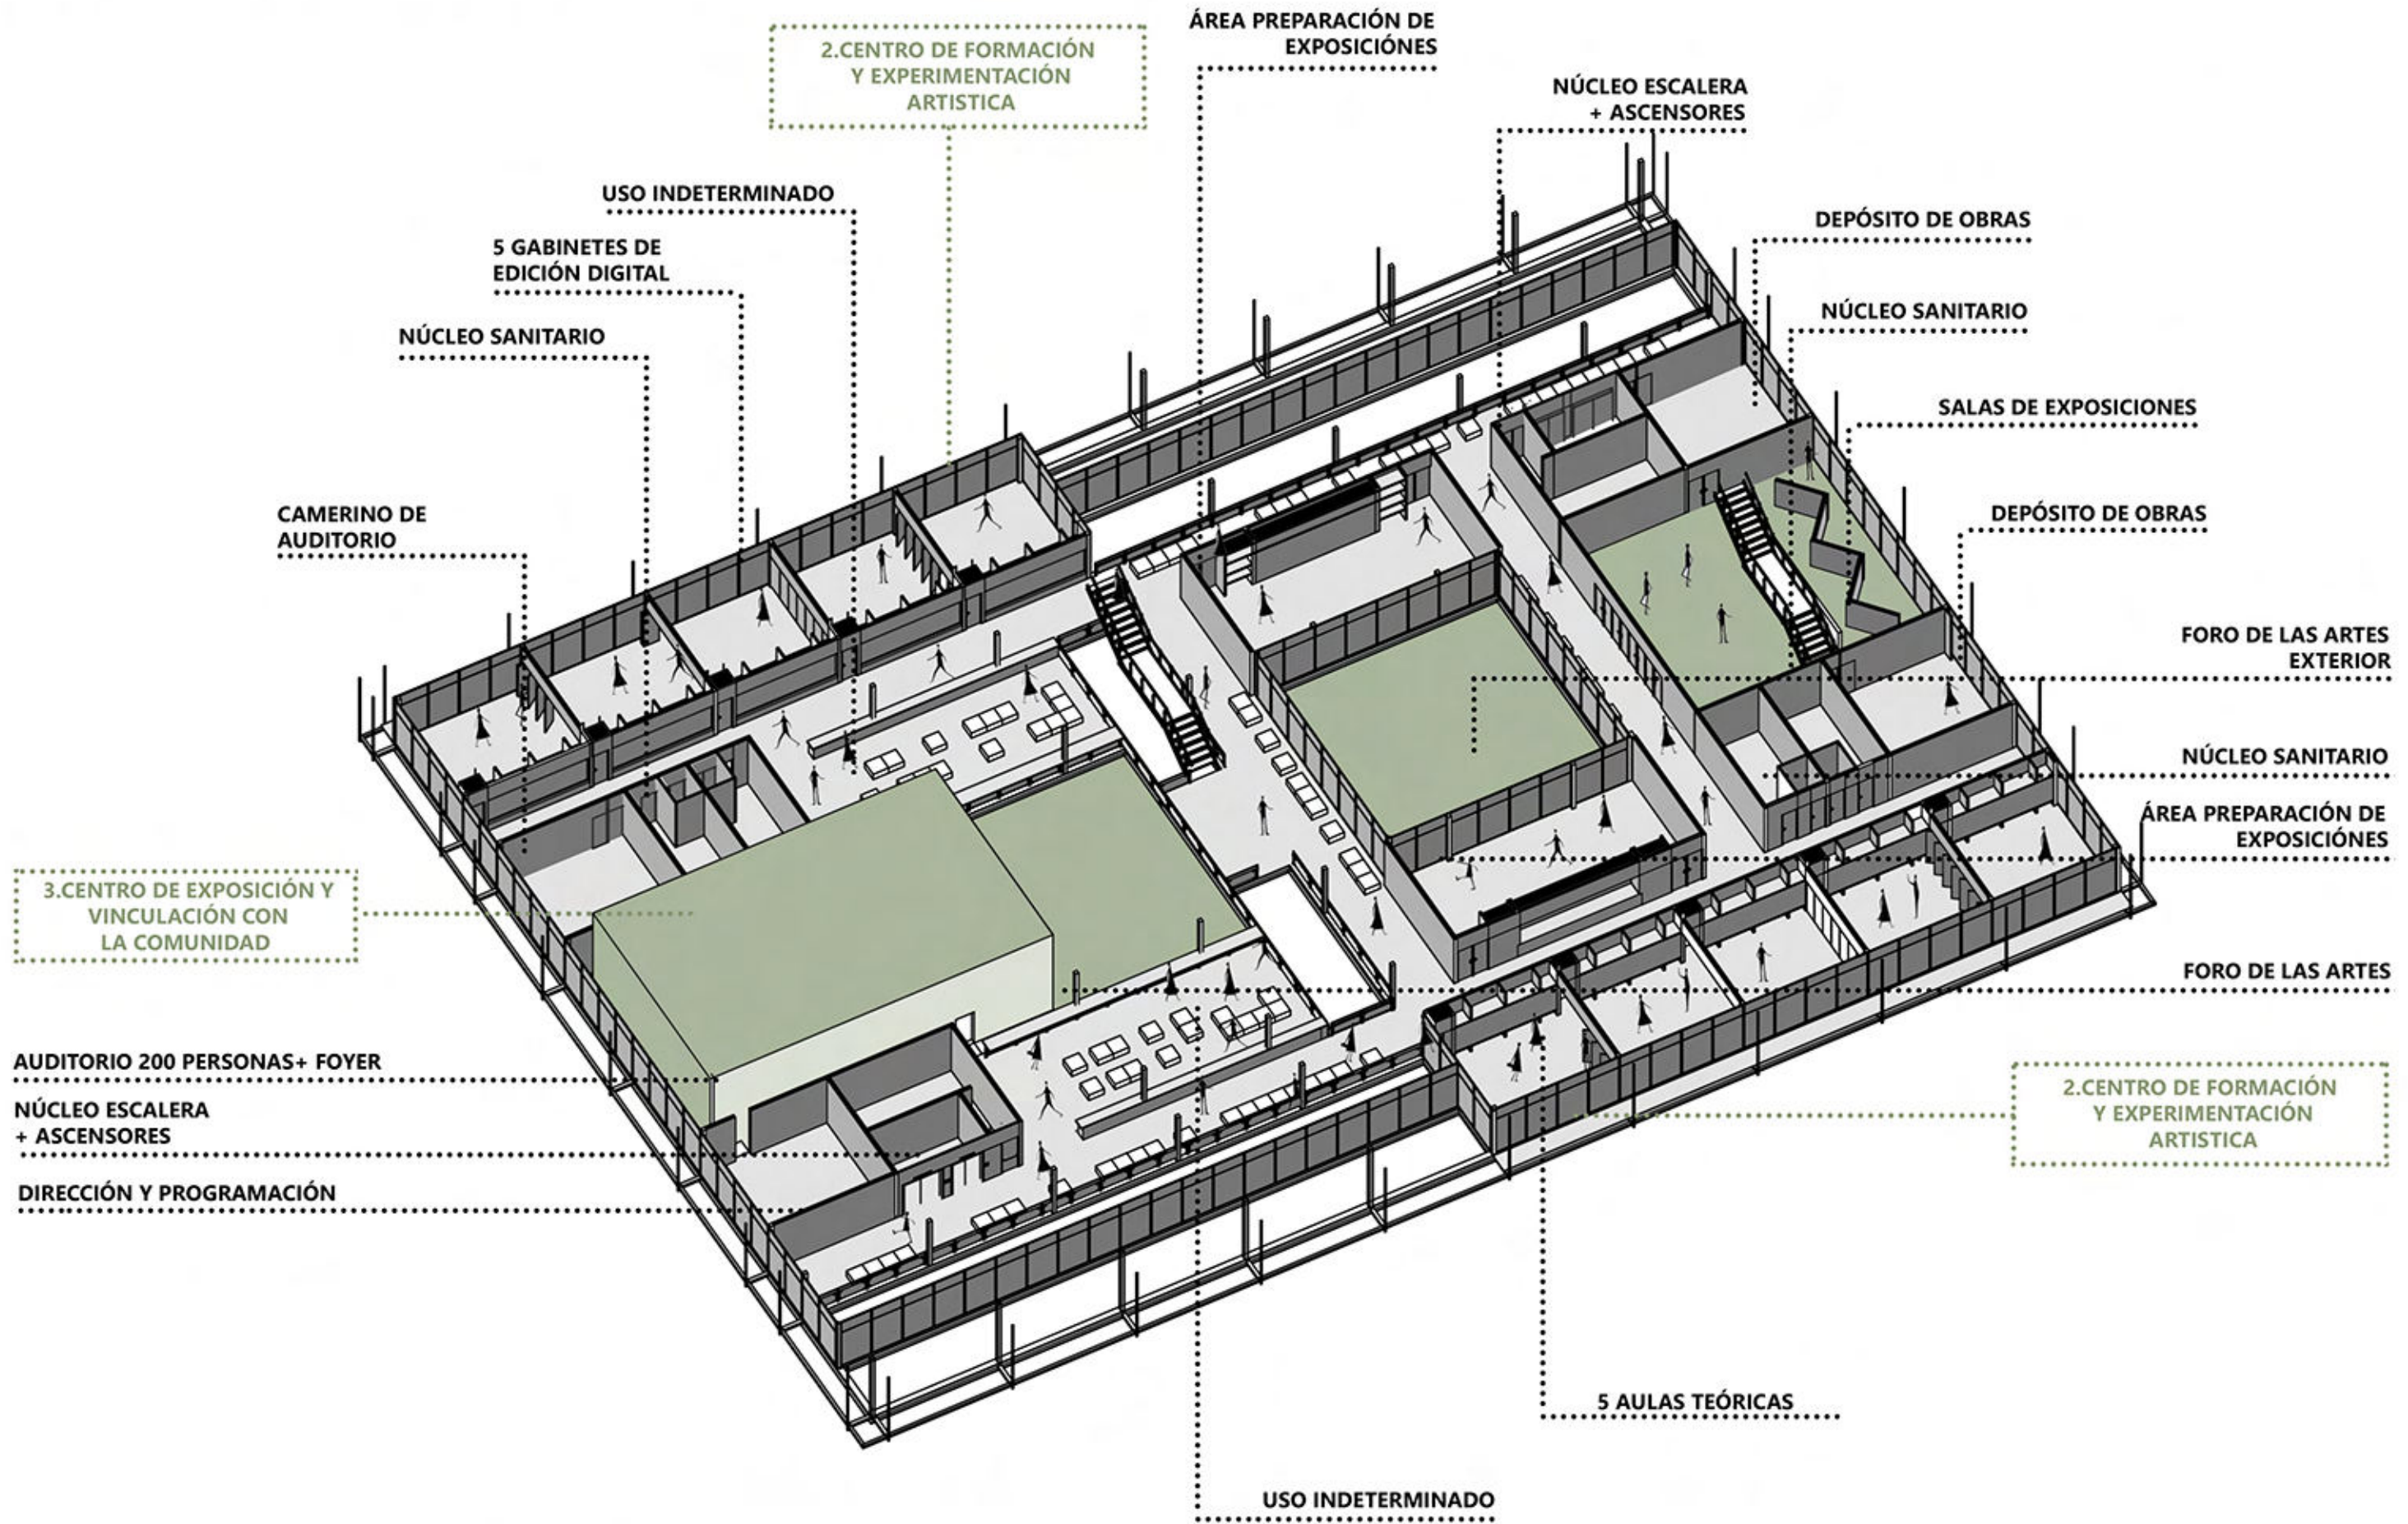 ÁREA PREPARACIÓN DE
EXPOSICIÓNES
2.CENTRO DE FORMACIÓN
Y EXPERIMENTACIÓN
ARTISTICA
NÚCLEO ESCALERA
+ ASCENSORES
USO INDETERMINADO
DEPÓSITO DE OBRAS
5 GABINETES DE
EDICIÓN DIGITAL
NÚCLEO SANITARIO
NÚCLEO SANITARIO
SALAS DE EXPOSICIONES
CAMERINO DE
AUDITORIO
DEPÓSITO DE OBRAS
FORO DE LAS ARTES
EXTERIOR
NÚCLEO SANITARIO
ÁREA PREPARACIÓN DE
EXPOSICIÓNES
3.CENTRO DE EXPOSICIÓN Y
VINCULACIÓN CON
LA COMUNIDAD
FORO DE LAS ARTES
AUDITORIO 200 PERSONAS+ FOYER
NÚCLEO ESCALERA
+ ASCENSORES
DIRECCIÓN Y PROGRAMACIÓN
2.CENTRO DE FORMACIÓN
Y EXPERIMENTACIÓN
ARTISTICA
5 AULAS TEÓRICAS
USO INDETERMINADO